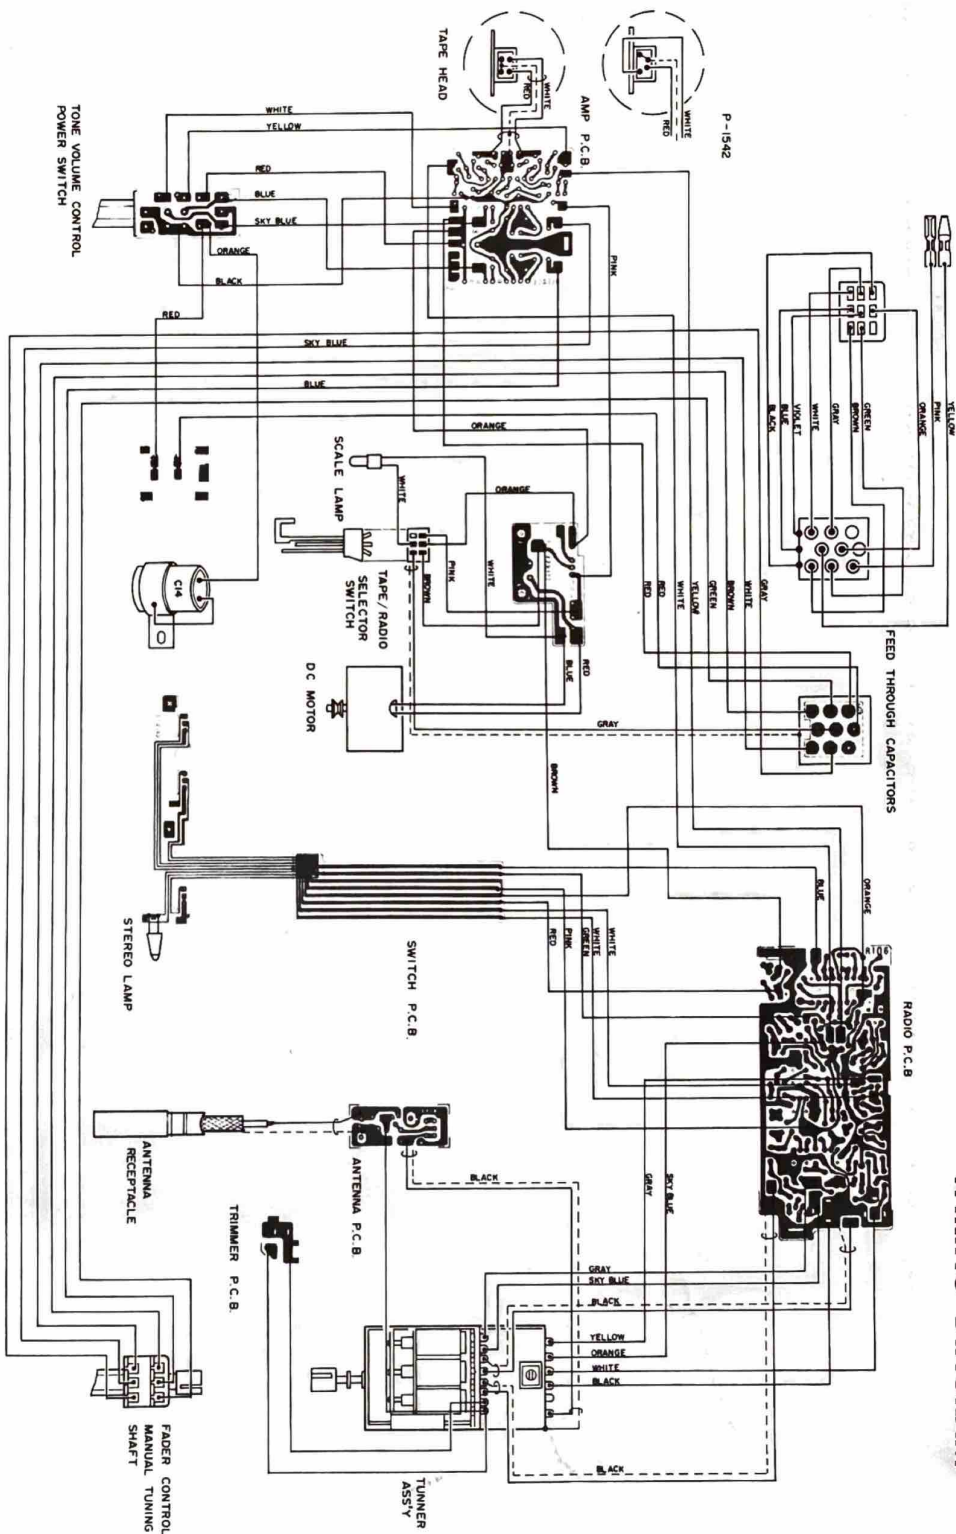 P-1542
WHITE
RED
TAPE HEAD
WHITE
RED
AMP P.C.B.
TONE VOLUME CONTROL
POWER SWITCH
WHITE
YELLOW
RED
BLUE
SKY BLUE
ORANGE
BLACK
RED
PINK
SKY BLUE
BLUE
YELLOW
PINK
ORANGE
GREEN
BROWN
GRAY
WHITE
VIOLET
BLUE
BLACK
FEED THROUGH CAPACITORS
ORANGE
SCALE LAMP
WHITE
ORANGE
WHITE
PINK
BROWN
TAPE/RADIO
SELECTOR
SWITCH
GRAY
WHITE
BROWN
GREEN
YELLOW
WHITE
RED
RED
C14
DC MOTOR
RED
BLUE
GRAY
BROWN
ORANGE
BLUE
STEREO LAMP
SWITCH P.C.B.
WHITE
WHITE
GREEN
PINK
RED
R106
RADIO P.C.B
ANTENNA
RECEPTACLE
ANTENNA P.C.B.
BLACK
SKY BLUE
GRAY
TRIMMER P.C.B.
GRAY
SKY BLUE
BLACK
YELLOW
ORANGE
WHITE
BLACK
BLACK
TUNNER
ASS'Y
FADER CONTROL
MANUAL TUNING
SHAFT